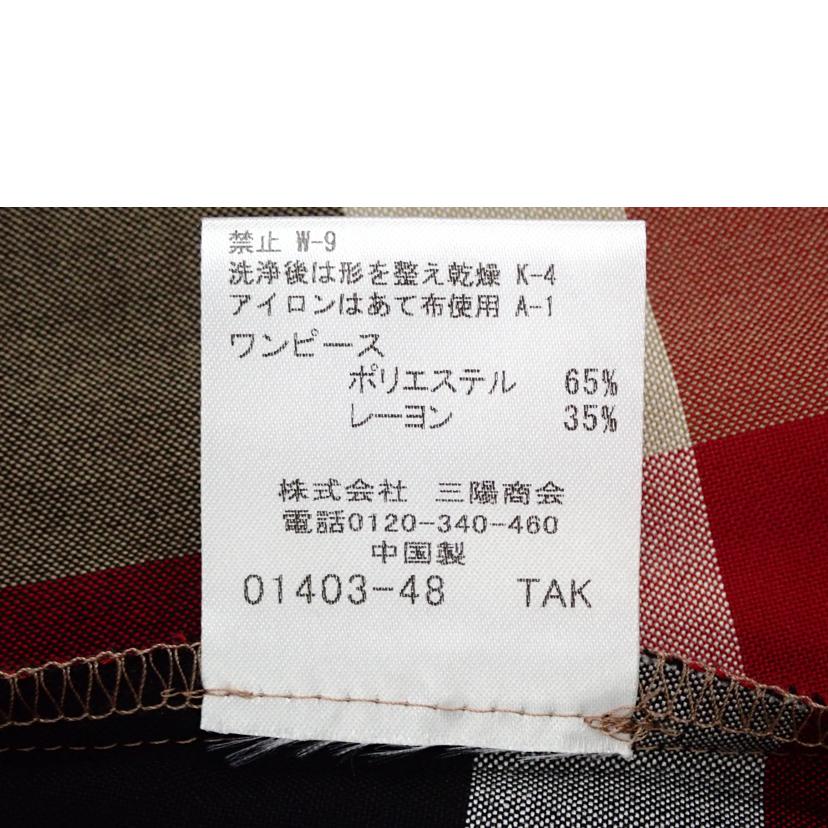 禁止 W-9
洗浄後は形を整え乾燥 K-4
アイロンはあて布使用 A-1
ワンピース
ポリエステル 65%
レーヨン 35%
株式会社 三陽商会
電話0120-340-460
中国製
01403-48 TAK